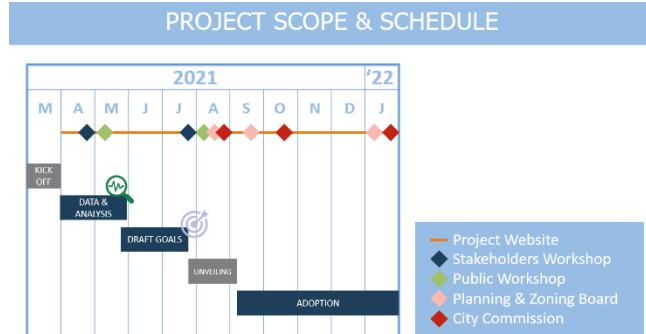 PROJECT SCOPE & SCHEDULE
2021 '22
M A M J J A S O N D J
KICK
OFF
DATA &
ANALYSIS
DRAFT GOALS
UNVEILING
ADOPTION
Project Website
Stakeholders Workshop
Public Workshop
Planning & Zoning Board
City Commission